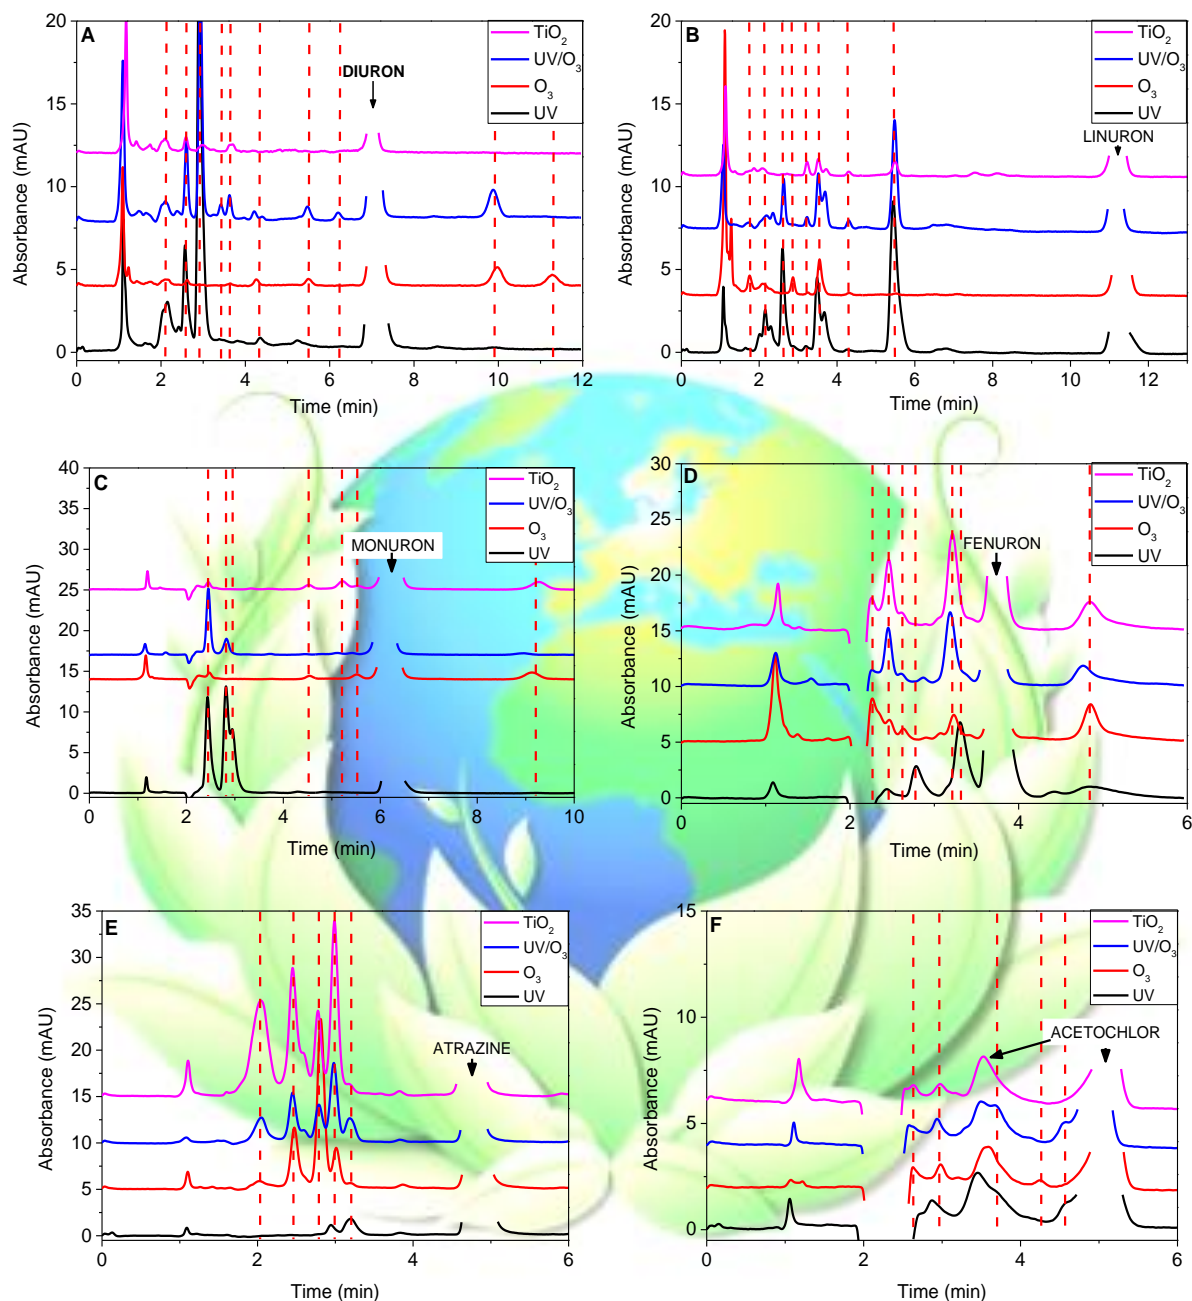 A
DIURON
TiO2
UV/O3
O3
UV
Absorbance (mAU)
20
15
10
5
0
0 2 4 6 8 10 12
Time (min)
B
LINURON
TiO2
UV/O3
O3
UV
Absorbance (mAU)
20
15
10
5
0
0 2 4 6 8 10 12
Time (min)
C
MONURON
TiO2
UV/O3
O3
UV
Absorbance (mAU)
40
35
30
25
20
15
10
5
0
0 2 4 6 8 10
Time (min)
D
FENURON
TiO2
UV/O3
O3
UV
Absorbance (mAU)
30
25
20
15
10
5
0
0 2 4 6
Time (min)
E
ATRAZINE
TiO2
UV/O3
O3
UV
Absorbance (mAU)
35
30
25
20
15
10
5
0
0 2 4 6
Time (min)
F
ACETOCHLOR
TiO2
UV/O3
O3
UV
Absorbance (mAU)
15
10
5
0
0 2 4 6
Time (min)